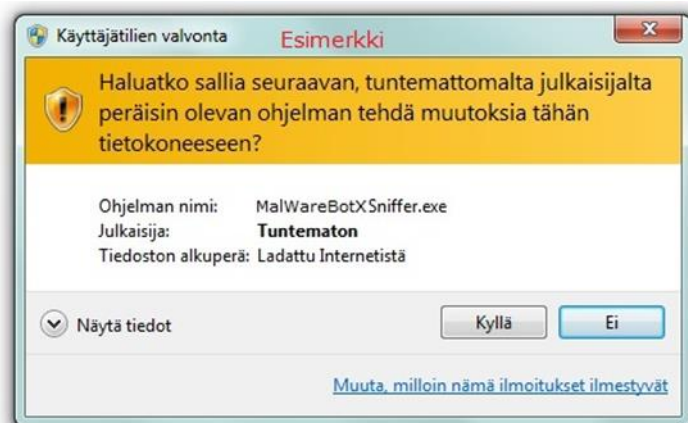 Käyttäjätilien valvonta Esimerkki
Haluatko sallia seuraavan, tuntemattomalta julkaisijalta
peräisin olevan ohjelman tehdä muutoksia tähän
tietokoneeseen?
Ohjelman nimi: MalWareBotXSniffer.exe
Julkaisija: Tuntematon
Tiedoston alkuperä: Ladattu Internetistä
Näytä tiedot Kyllä Ei
Muuta, milloin nämä ilmoitukset ilmestyvät